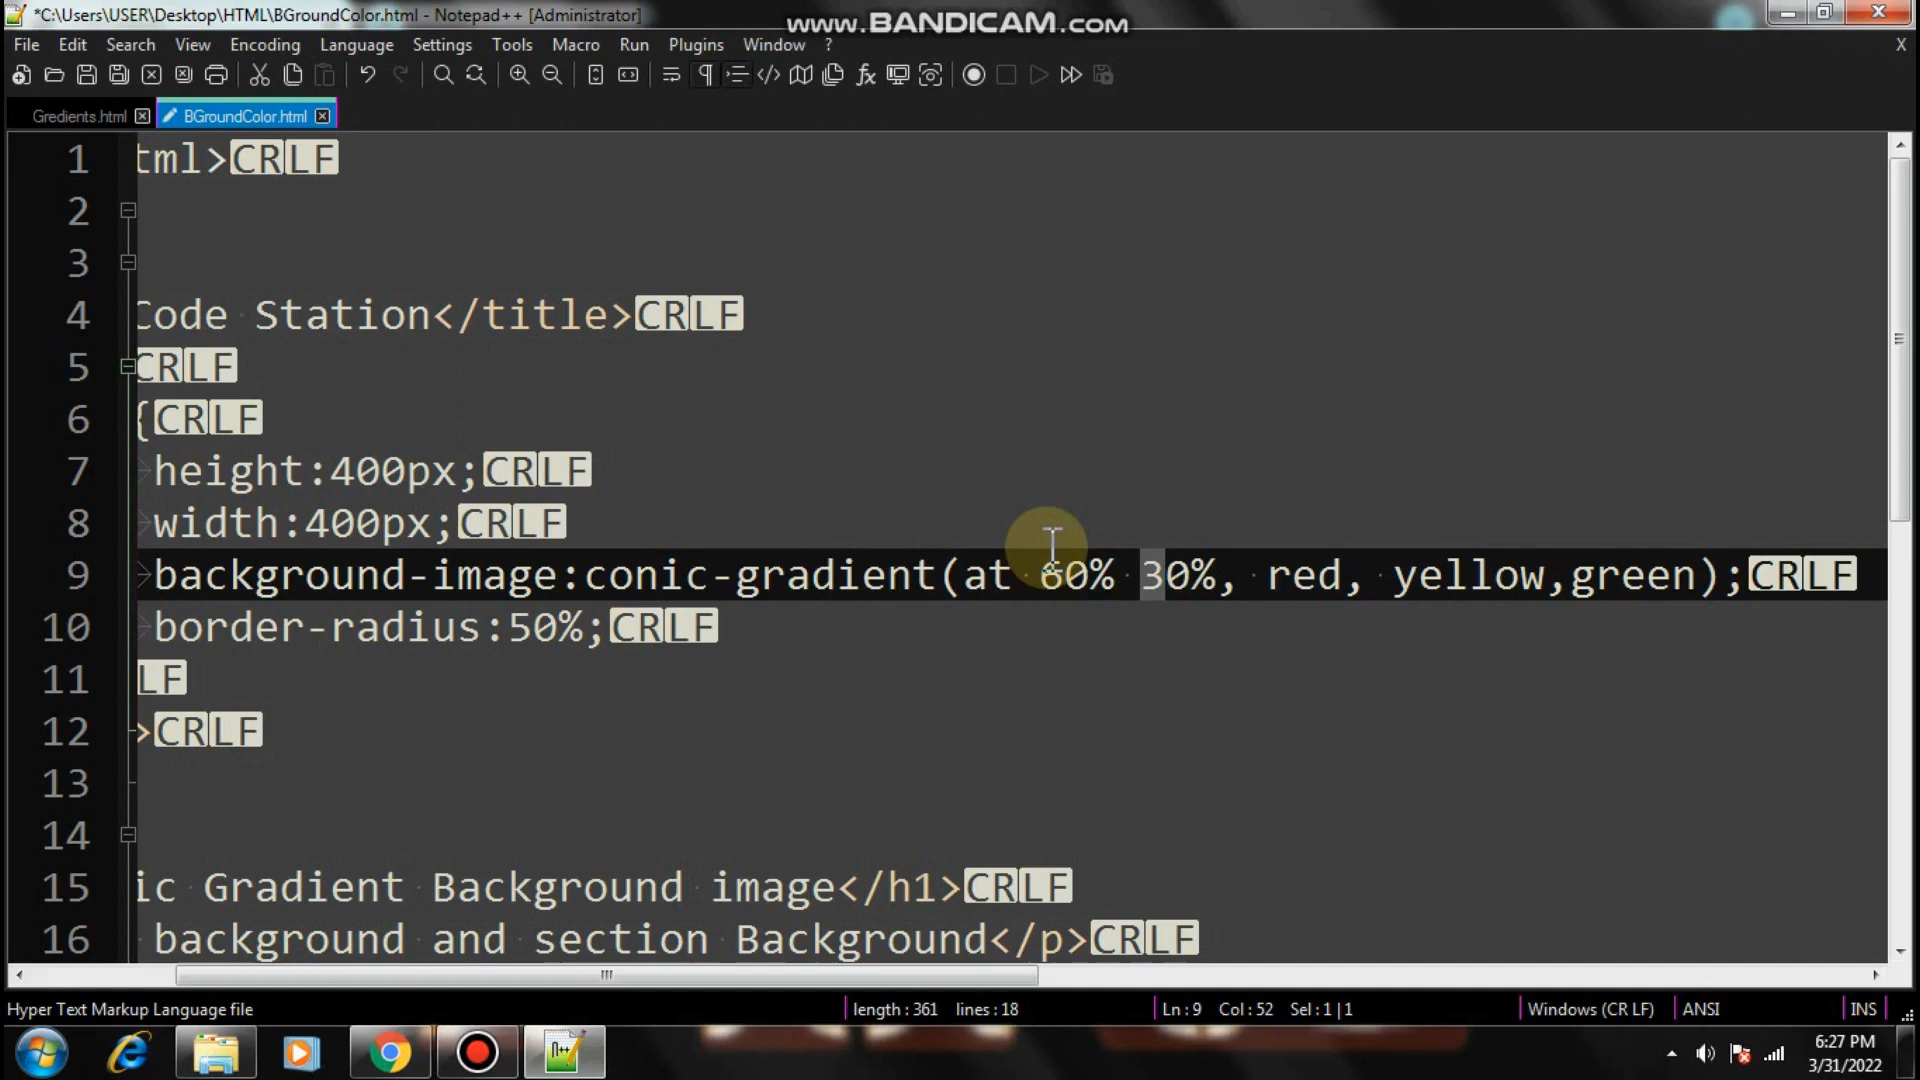 *C:\Users\USER\Desktop\HTML\BGroundColor.html - Notepad++ [Administrator]
www.BANDICAM.com
File Edit Search View Encoding Language Settings Tools Macro Run Plugins Window ? X
Gredients.html BGroundColor.html
1 tml>CRLF
2
3
4 Code Station</title>CRLF
5 CRLF
6 {CRLF
7 height:400px;CRLF
8 width:400px;CRLF
9 background-image:conic-gradient(at 60% 30%, red, yellow,green);CRLF
10 border-radius:50%;CRLF
11 LF
12 >CRLF
13
14
15 ic Gradient Background image</h1>CRLF
16 background and section Background</p>CRLF
Hyper Text Markup Language file length : 361 lines : 18 Ln : 9 Col : 52 Sel : 1 | 1 Windows (CR LF) ANSI INS
6:27 PM
3/31/2022